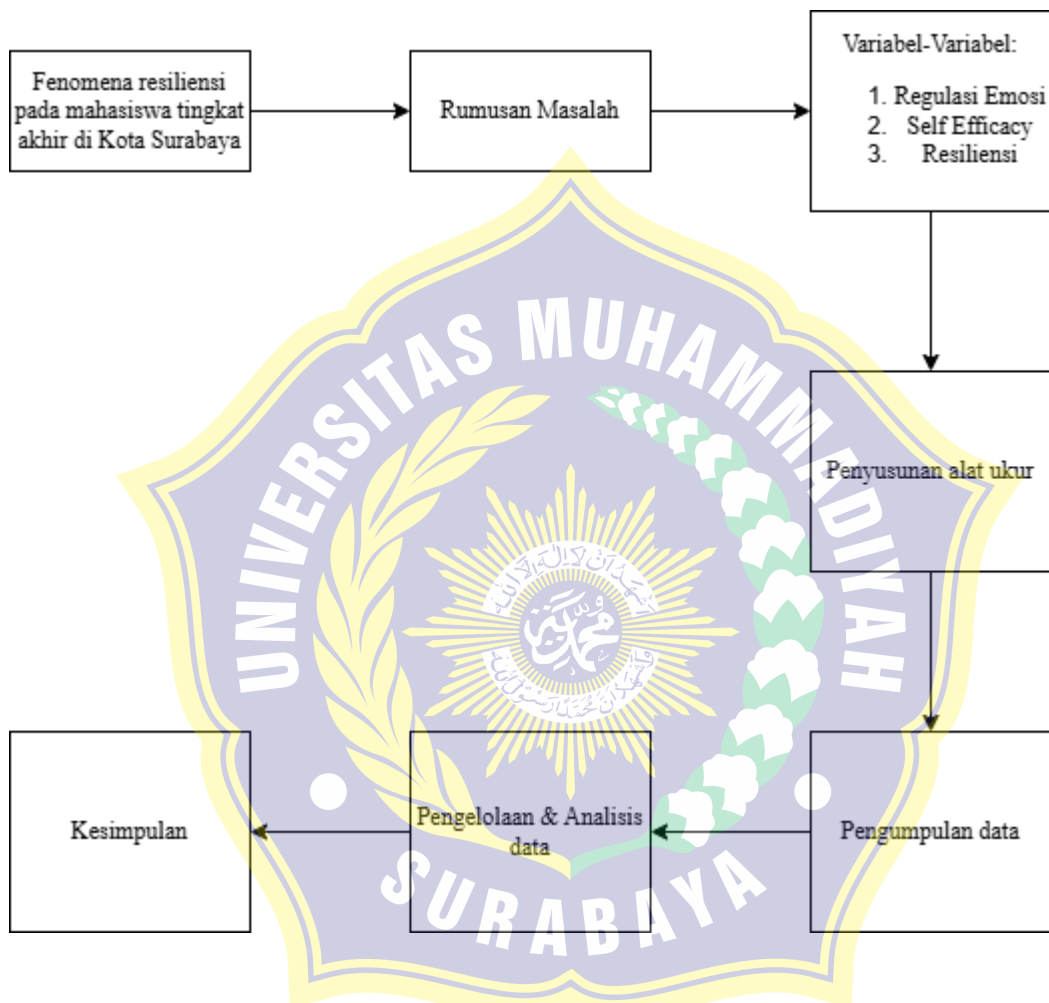 Fenomena resiliensi
pada mahasiswa tingkat
akhir di Kota Surabaya
Rumusan Masalah
Variabel-Variabel:
1. Regulasi Emosi
2. Self Efficacy
3. Resiliensi
Penyusunan alat ukur
Pengumpulan data
Pengelolaan & Analisis
data
Kesimpulan
UNIVERSITAS MUHAMMADIYAH
SURABAYA